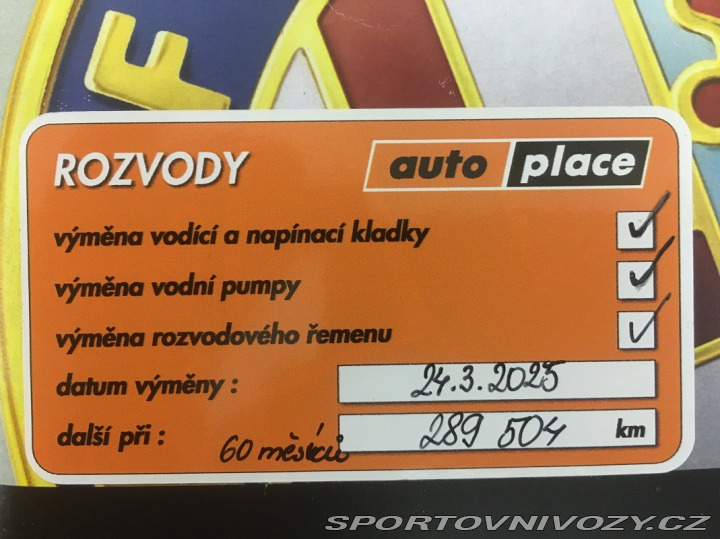 F
ROZVODY auto place
výměna vodící a napínací kladky
výměna vodní pumpy
výměna rozvodového řemenu
datum výměny : 24.3.2025
další při : 60 měsíců 289 504 km
SPORTOVNIVOZY.CZ